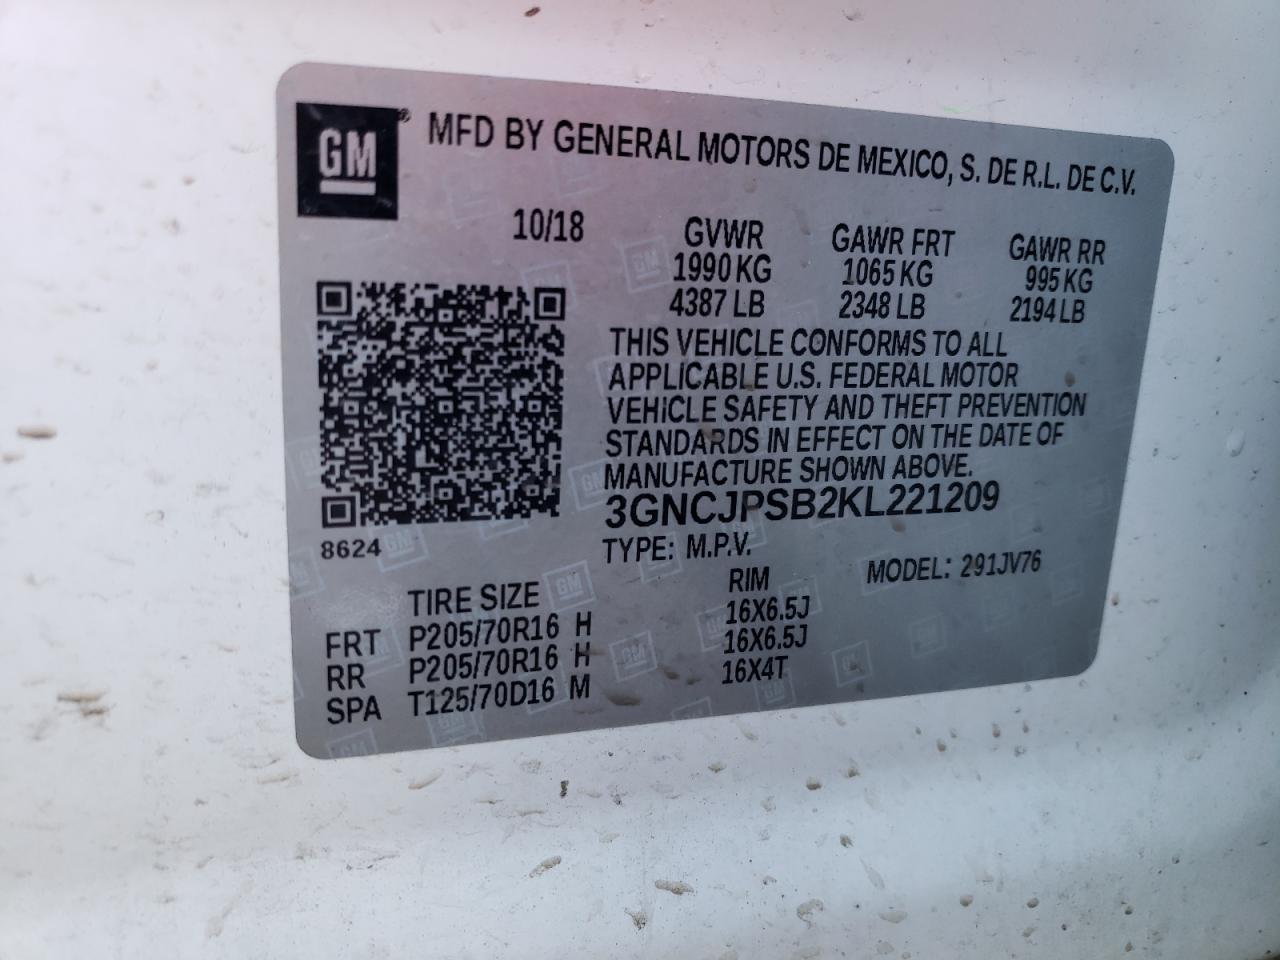 GM® MFD BY GENERAL MOTORS DE MEXICO, S. DE R.L. DE C.V.
10/18 GVWR GAWR FRT GAWR RR
1990 KG 1065 KG 995 KG
4387 LB 2348 LB 2194 LB
THIS VEHICLE CONFORMS TO ALL
APPLICABLE U.S. FEDERAL MOTOR
VEHICLE SAFETY AND THEFT PREVENTION
STANDARDS IN EFFECT ON THE DATE OF
MANUFACTURE SHOWN ABOVE.
3GNCJPSB2KL221209
8624
TYPE: M.P.V. MODEL: 291JV76
TIRE SIZE RIM
FRT P205/70R16 H 16X6.5J
RR P205/70R16 H 16X6.5J
SPA T125/70D16 M 16X4T